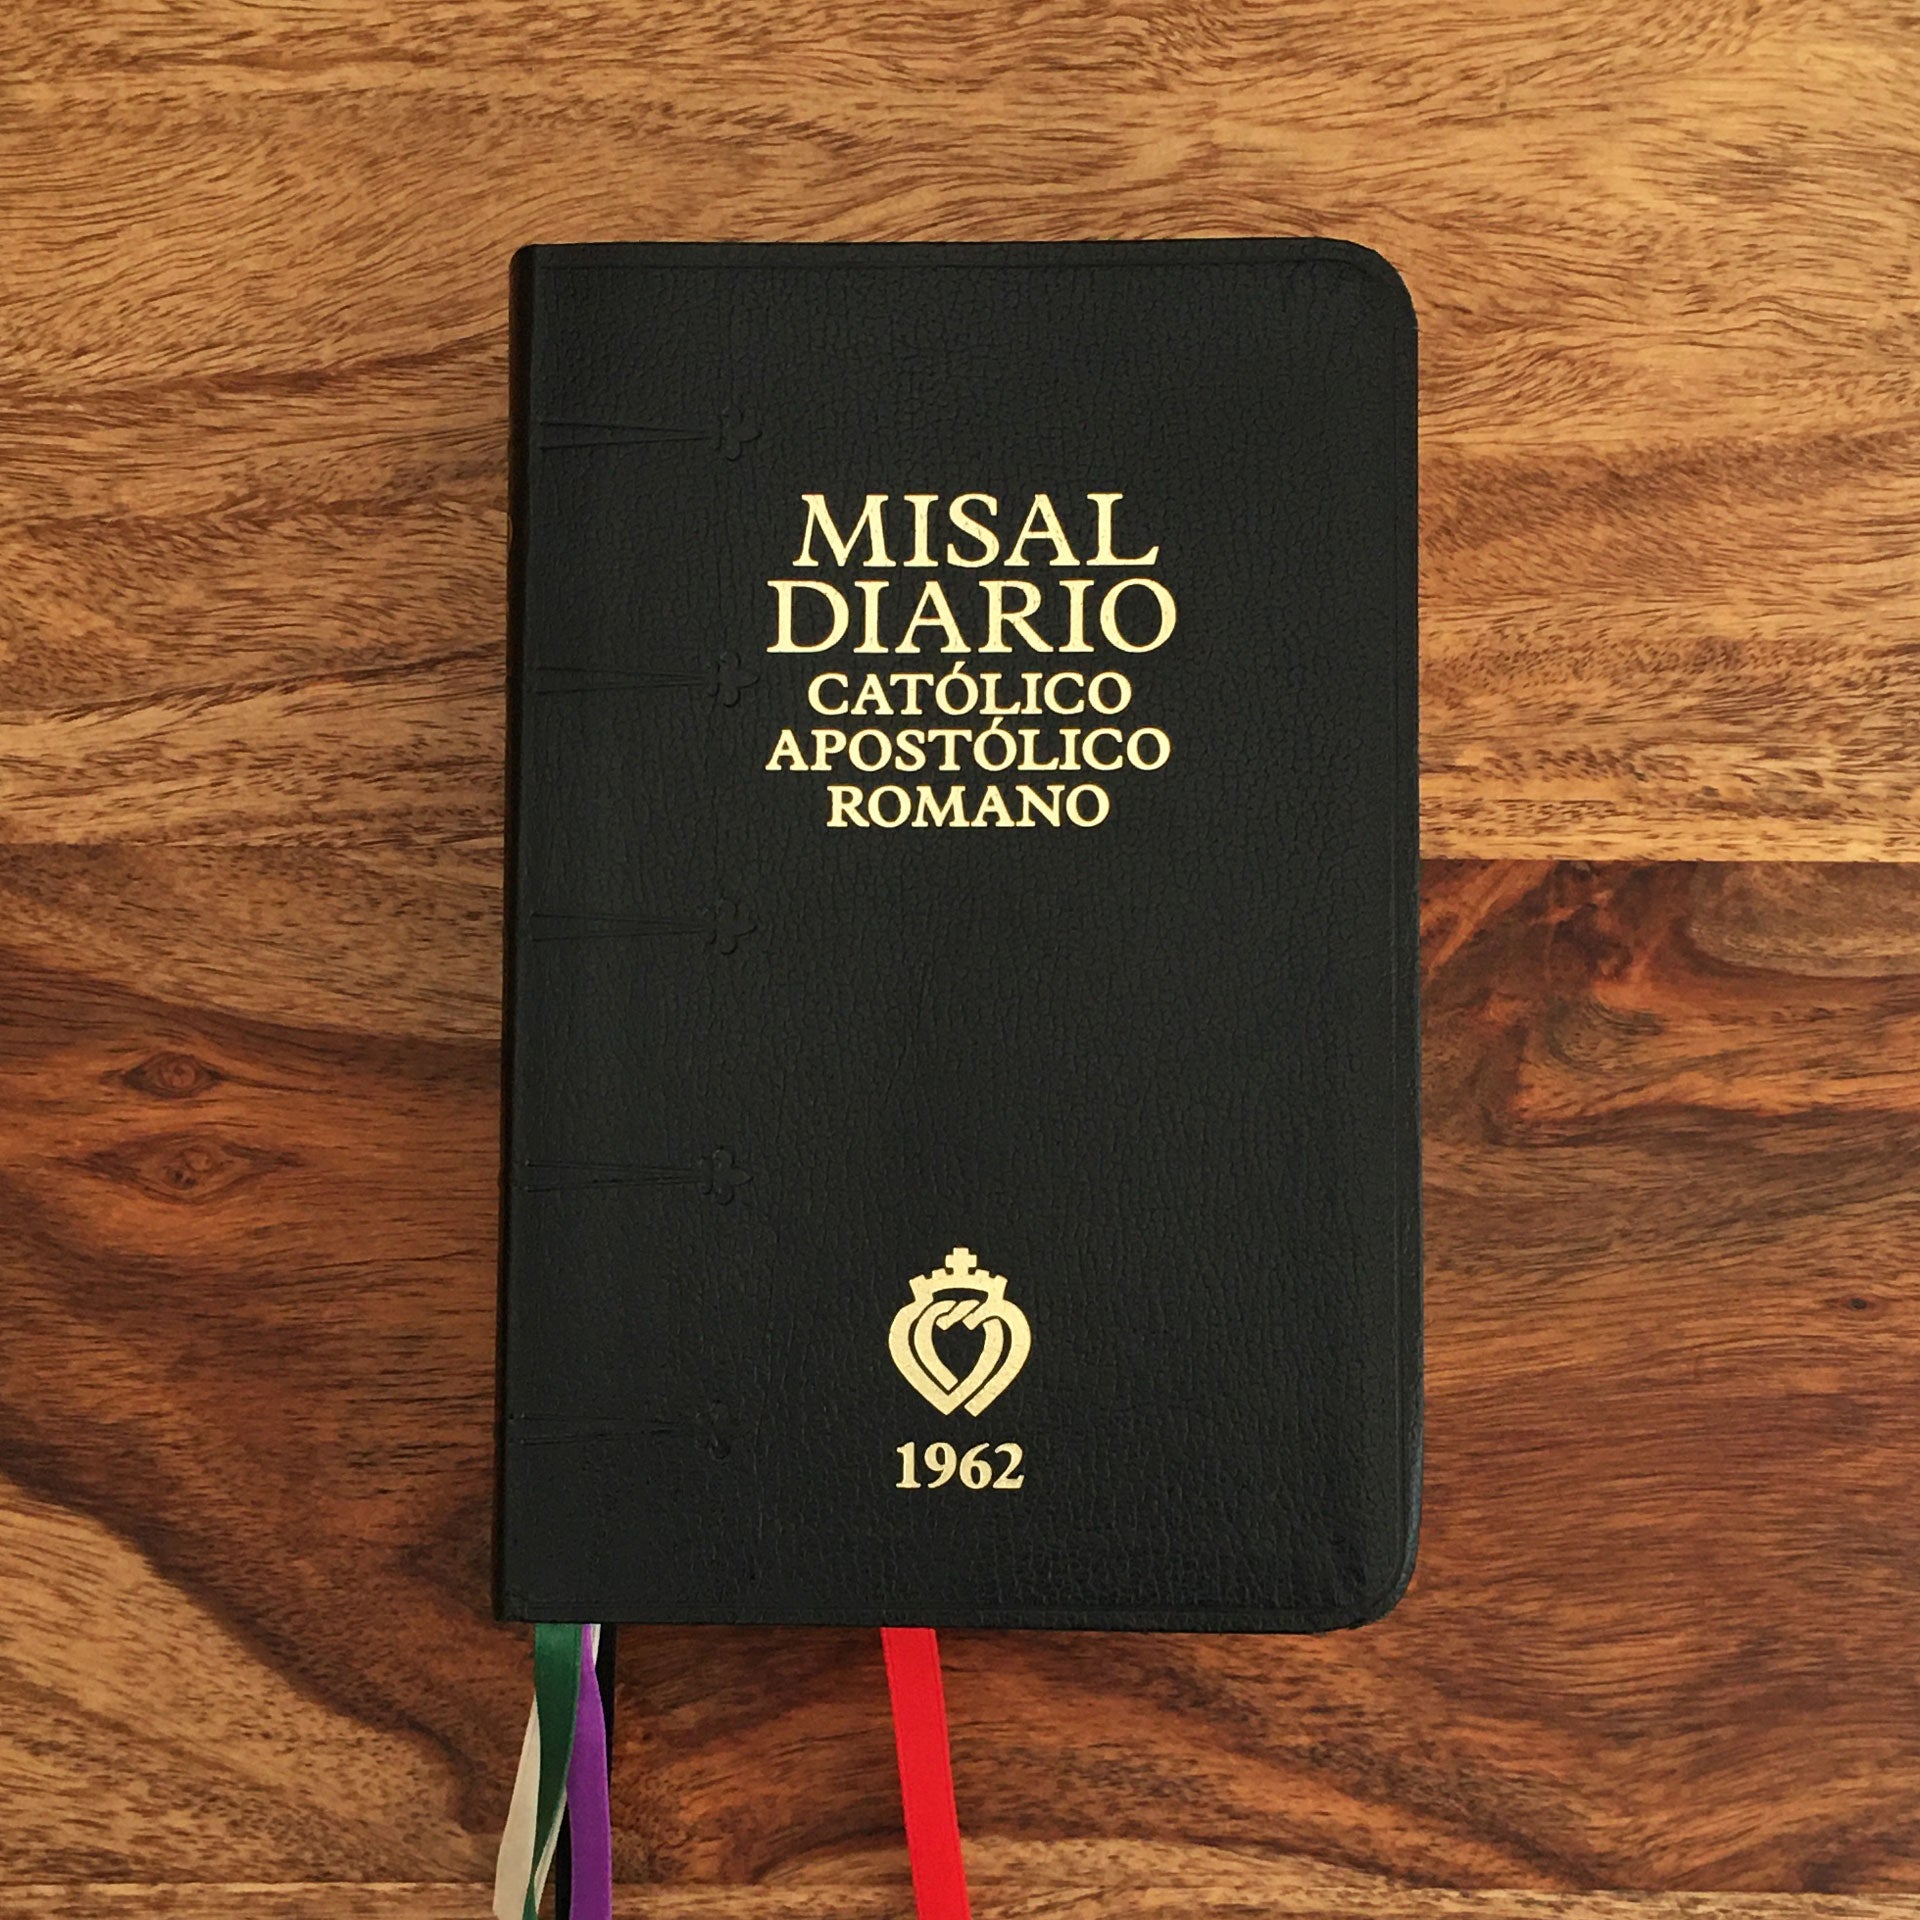 MISAL
DIARIO
CATÓLICO
APOSTÓLICO
ROMANO
1962